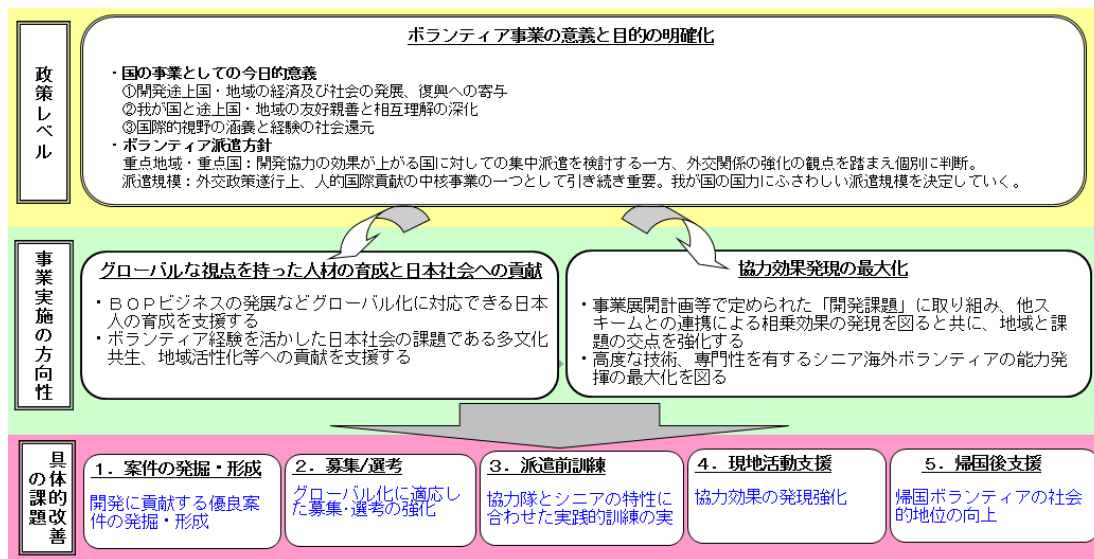 政策レベル
ボランティア事業の意義と目的の明確化
・国の事業としての今日的意義
①開発途上国・地域の経済及び社会の発展、復興への寄与
②我が国と途上国・地域の友好親善と相互理解の深化
③国際的視野の涵養と経験の社会還元
・ボランティア派遣方針
重点地域・重点国：開発協力の効果が上がる国に対しての集中派遣を検討する一方、外交関係の強化の観点を踏まえ個別に判断。
派遣規模：外交政策遂行上、人的国際貢献の中核事業の一つとして引き続き重要。我が国の国力にふさわしい派遣規模を決定していく。
事業実施の方向性
グローバルな視点を持った人材の育成と日本社会への貢献
・ＢＯＰビジネスの発展などグローバル化に対応できる日本
人の育成を支援する
・ボランティア経験を活かした日本社会の課題である多文化
共生、地域活性化等への貢献を支援する
協力効果発現の最大化
・事業展開計画等で定められた「開発課題」に取り組み、他ス
キームとの連携による相乗効果の発現を図ると共に、地域と課
題の交点を強化する
・高度な技術、専門性を有するシニア海外ボランティアの能力発
揮の最大化を図る
具体的改善
の課題
１．案件の発掘・形成
開発に貢献する優良案
件の発掘・形成
２．募集/選考
グローバル化に適応し
た募集・選考の強化
３．派遣前訓練
協力隊とシニアの特性に
合わせた実践的訓練の実
４．現地活動支援
協力効果の発現強化
５．帰国後支援
帰国ボランティアの社会
的地位の向上